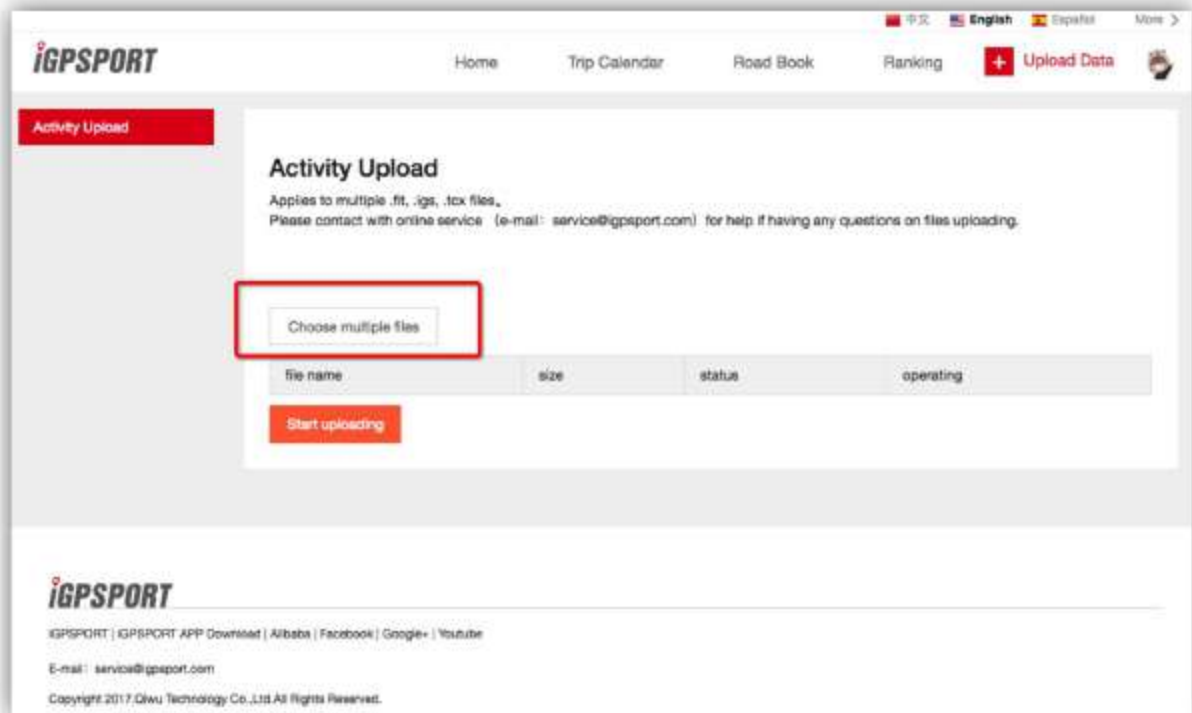 中文 English Español More >
iGPSPORT Home Trip Calendar Road Book Ranking + Upload Data
Activity Upload
Activity Upload
Applies to multiple .fit, .igs, .tcx files。
Please contact with online service （e-mail：service@igpsport.com）for help if having any questions on files uploading.
Choose multiple files
file name size status operating
Start uploading
iGPSPORT
iGPSPORT | iGPSPORT APP Download | Alibaba | Facebook | Google+ | Youtube
E-mail：service@igpsport.com
Copyright 2017.Qiwu Technology Co.,Ltd.All Rights Reserved.